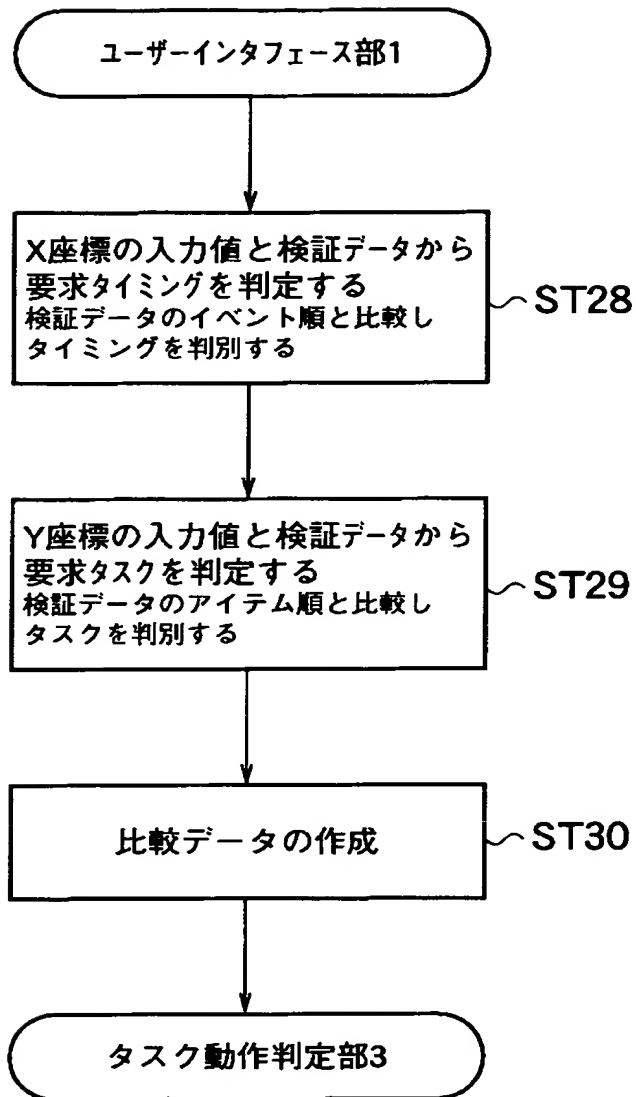 ユーザーインタフェース部1
X座標の入力値と検証データから
要求タイミングを判定する
検証データのイベント順と比較し
タイミングを判別する
ST28
Y座標の入力値と検証データから
要求タスクを判定する
検証データのアイテム順と比較し
タスクを判別する
ST29
比較データの作成
ST30
タスク動作判定部3